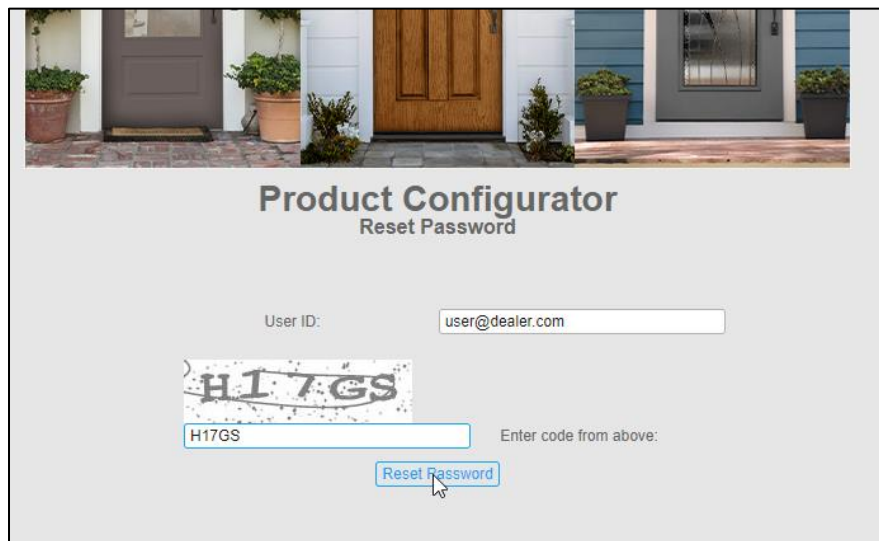 Product Configurator
Reset Password
User ID: user@dealer.com
H17GS
H17GS Enter code from above:
Reset Password